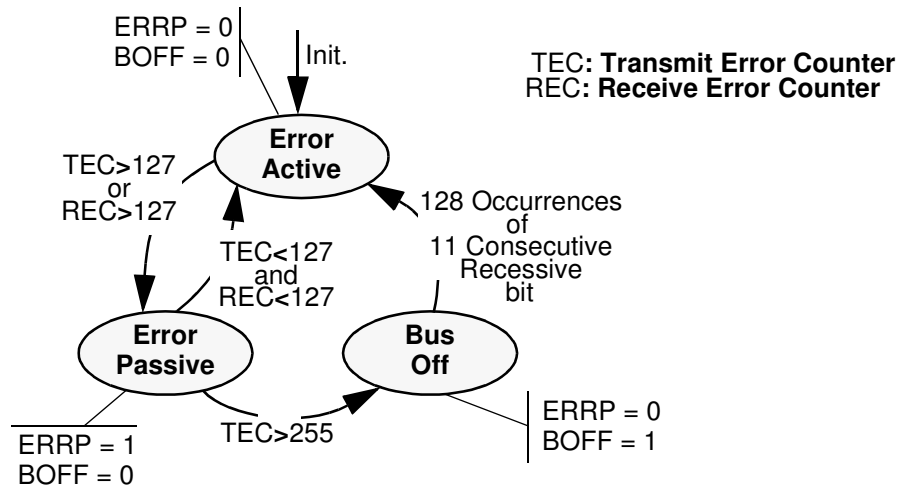 ERRP = 0
BOFF = 0
Init.
TEC: Transmit Error Counter
REC: Receive Error Counter
Error
Active
TEC>127
or
REC>127
TEC<127
and
REC<127
128 Occurrences
of
11 Consecutive
Recessive
bit
Error
Passive
Bus
Off
TEC>255
ERRP = 1
BOFF = 0
ERRP = 0
BOFF = 1